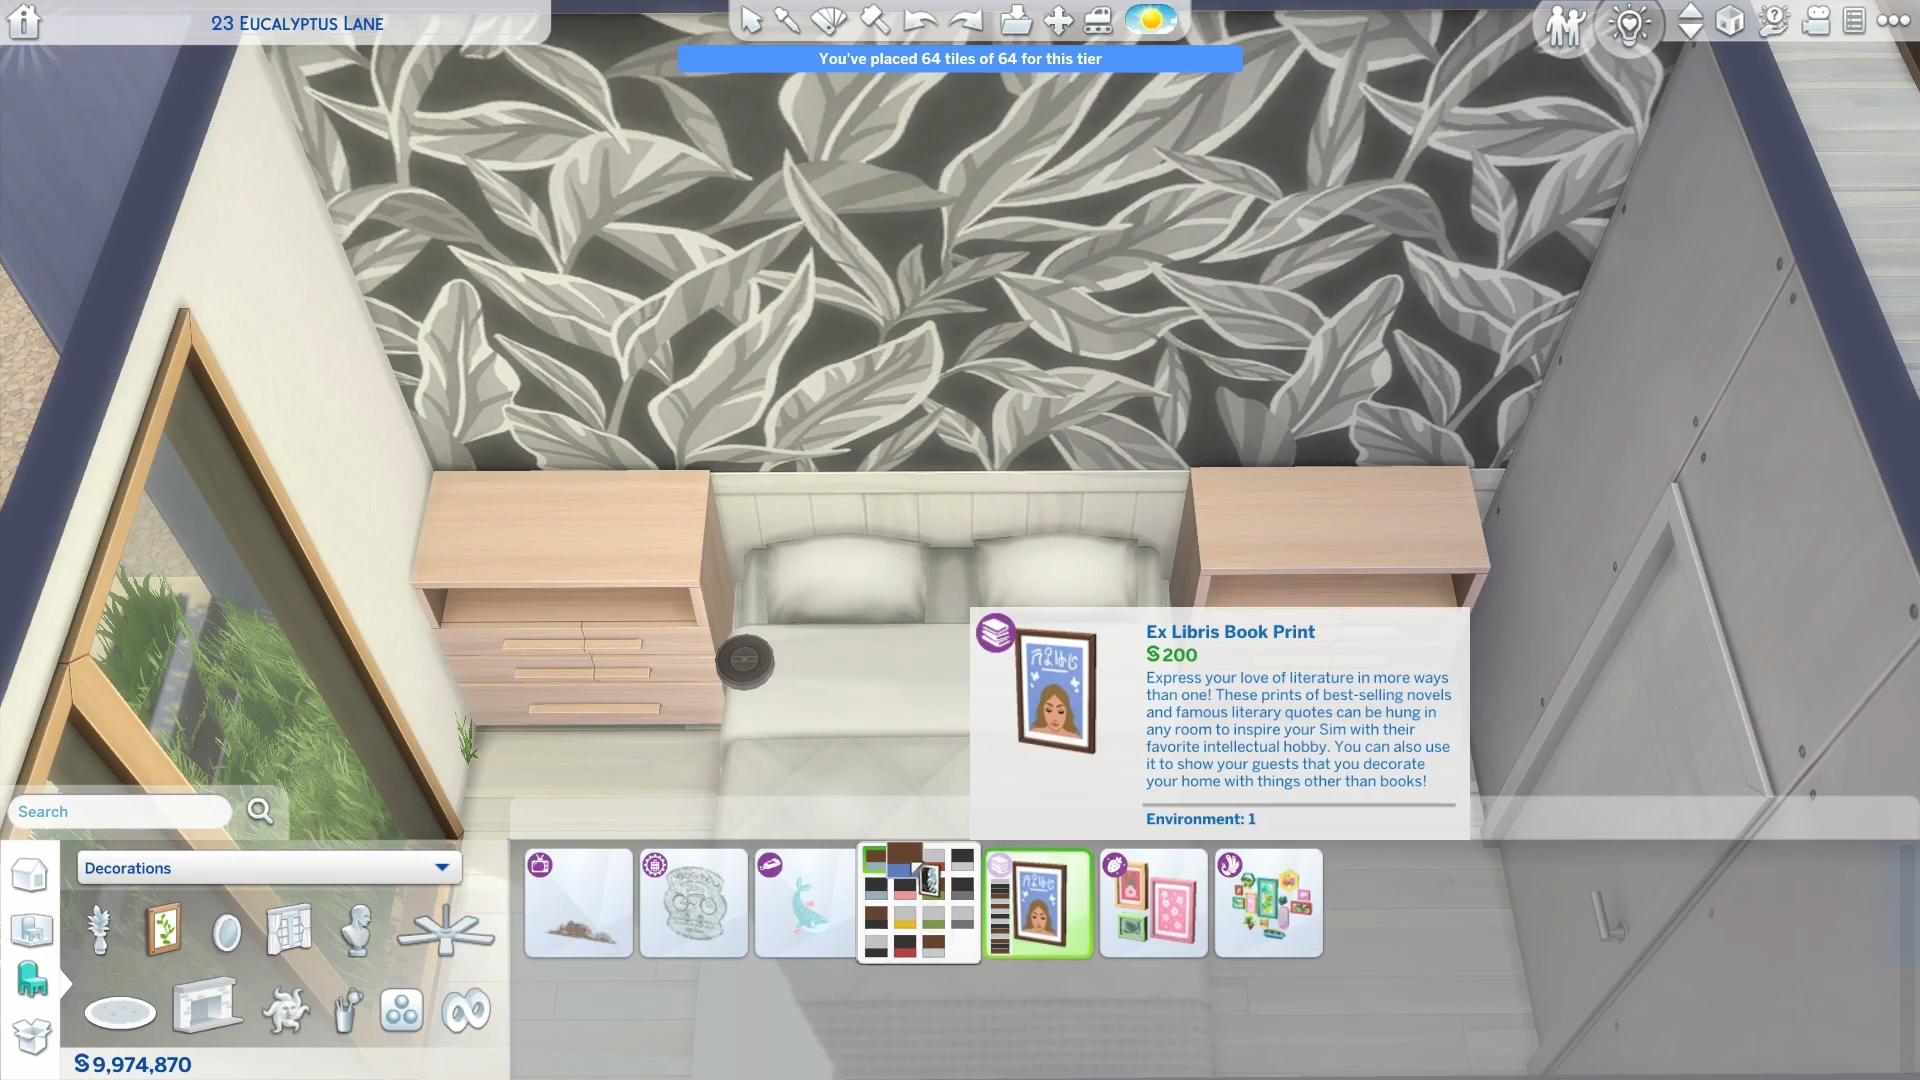 23 Eucalyptus Lane
You've placed 64 tiles of 64 for this tier
Ex Libris Book Print
§200
Express your love of literature in more ways
than one! These prints of best-selling novels
and famous literary quotes can be hung in
any room to inspire your Sim with their
favorite intellectual hobby. You can also use
it to show your guests that you decorate
your home with things other than books!
Environment: 1
Search
Decorations
§9,974,870